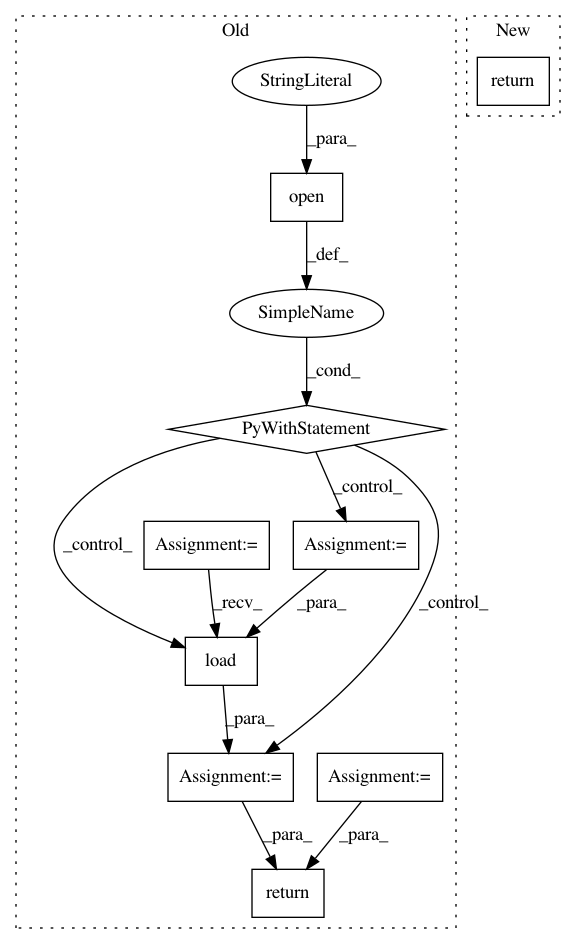 Old
New
StringLiteral
return
_para_
open
_def_
SimpleName
_cond_
PyWithStatement
_control_
_control_
Assignment:=
Assignment:=
_recv_
_para_
_control_
load
_para_
Assignment:=
Assignment:=
_para_
_para_
return